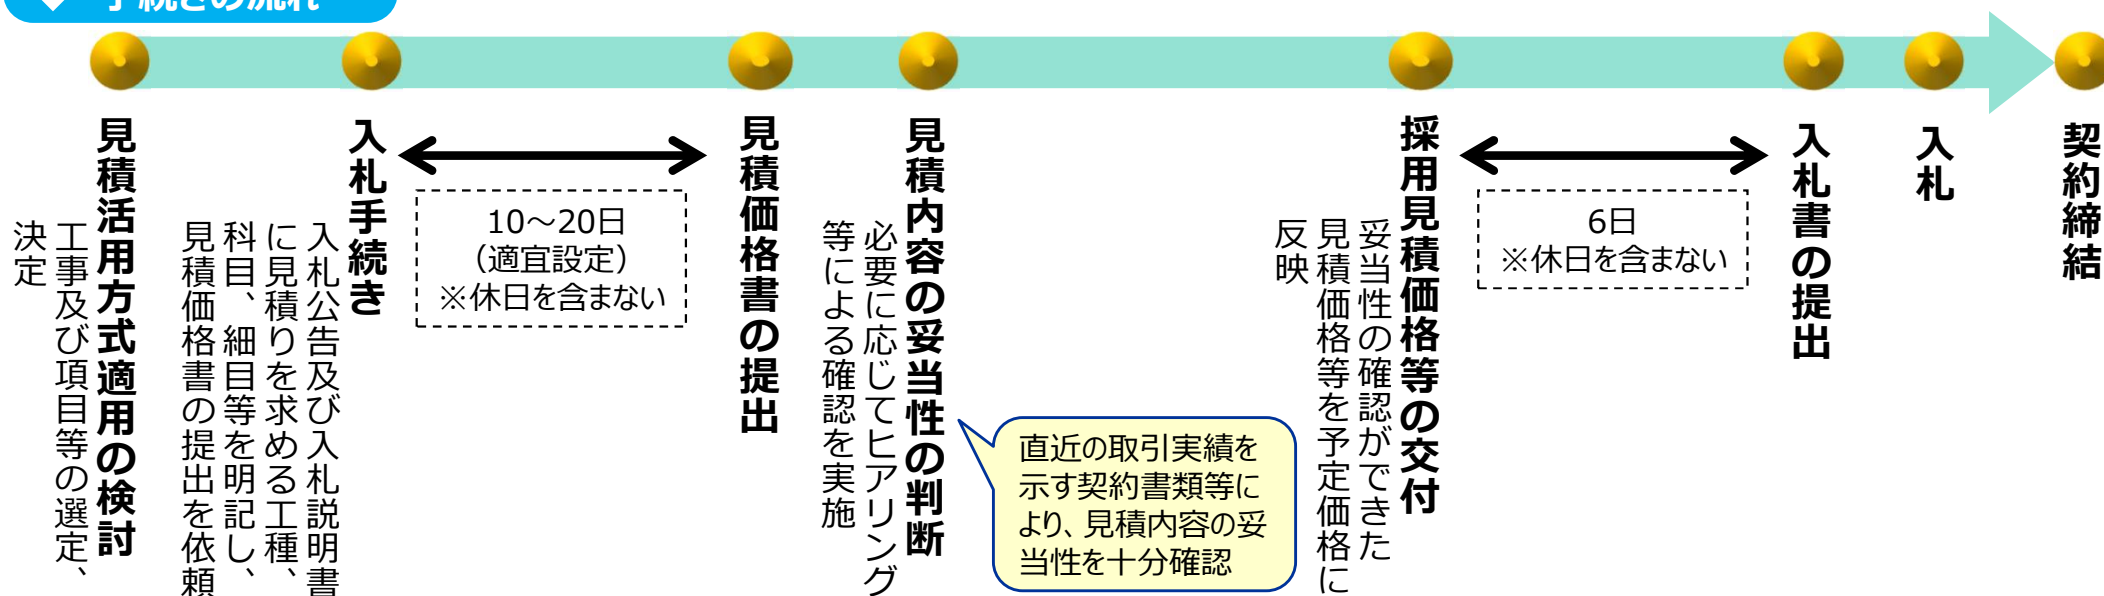 手続きの流れ
見積活用方式適用の検討
工事及び項目等の選定、
決定
入札手続き
入札公告及び入札説明書
に見積りを求める工種、
科目、細目等を明記し、
見積価格書の提出を依頼
10～20日
（適宜設定）
※休日を含まない
見積価格書の提出
見積内容の妥当性の判断
必要に応じてヒアリング
等による確認を実施
直近の取引実績を
示す契約書類等に
より、見積内容の妥
当性を十分確認
採用見積価格等の交付
妥当性の確認ができた
見積価格等を予定価格に
反映
6日
※休日を含まない
入札書の提出
入札
契約締結